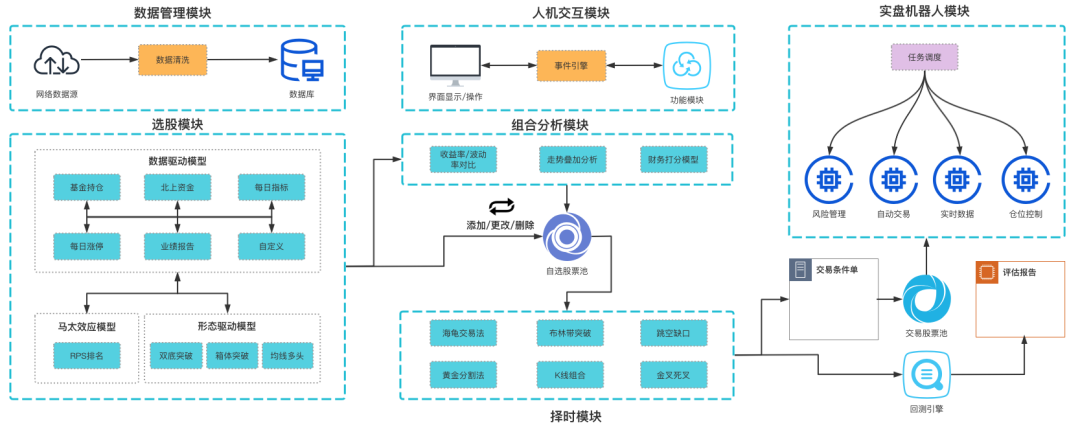 数据管理模块
网络数据源
数据清洗
数据库
人机交互模块
界面显示/操作
事件引擎
功能模块
实盘机器人模块
任务调度
风险管理
自动交易
实时数据
仓位控制
选股模块
数据驱动模型
基金持仓
北上资金
每日指标
每日涨停
业绩报告
自定义
马太效应模型
RPS排名
形态驱动模型
双底突破
箱体突破
均线多头
组合分析模块
收益率/波动
率对比
走势叠加分析
财务打分模型
添加/更改/删除
自选股票池
海龟交易法
布林带突破
跳空缺口
黄金分割法
K线组合
金叉死叉
择时模块
交易条件单
交易股票池
评估报告
回测引擎